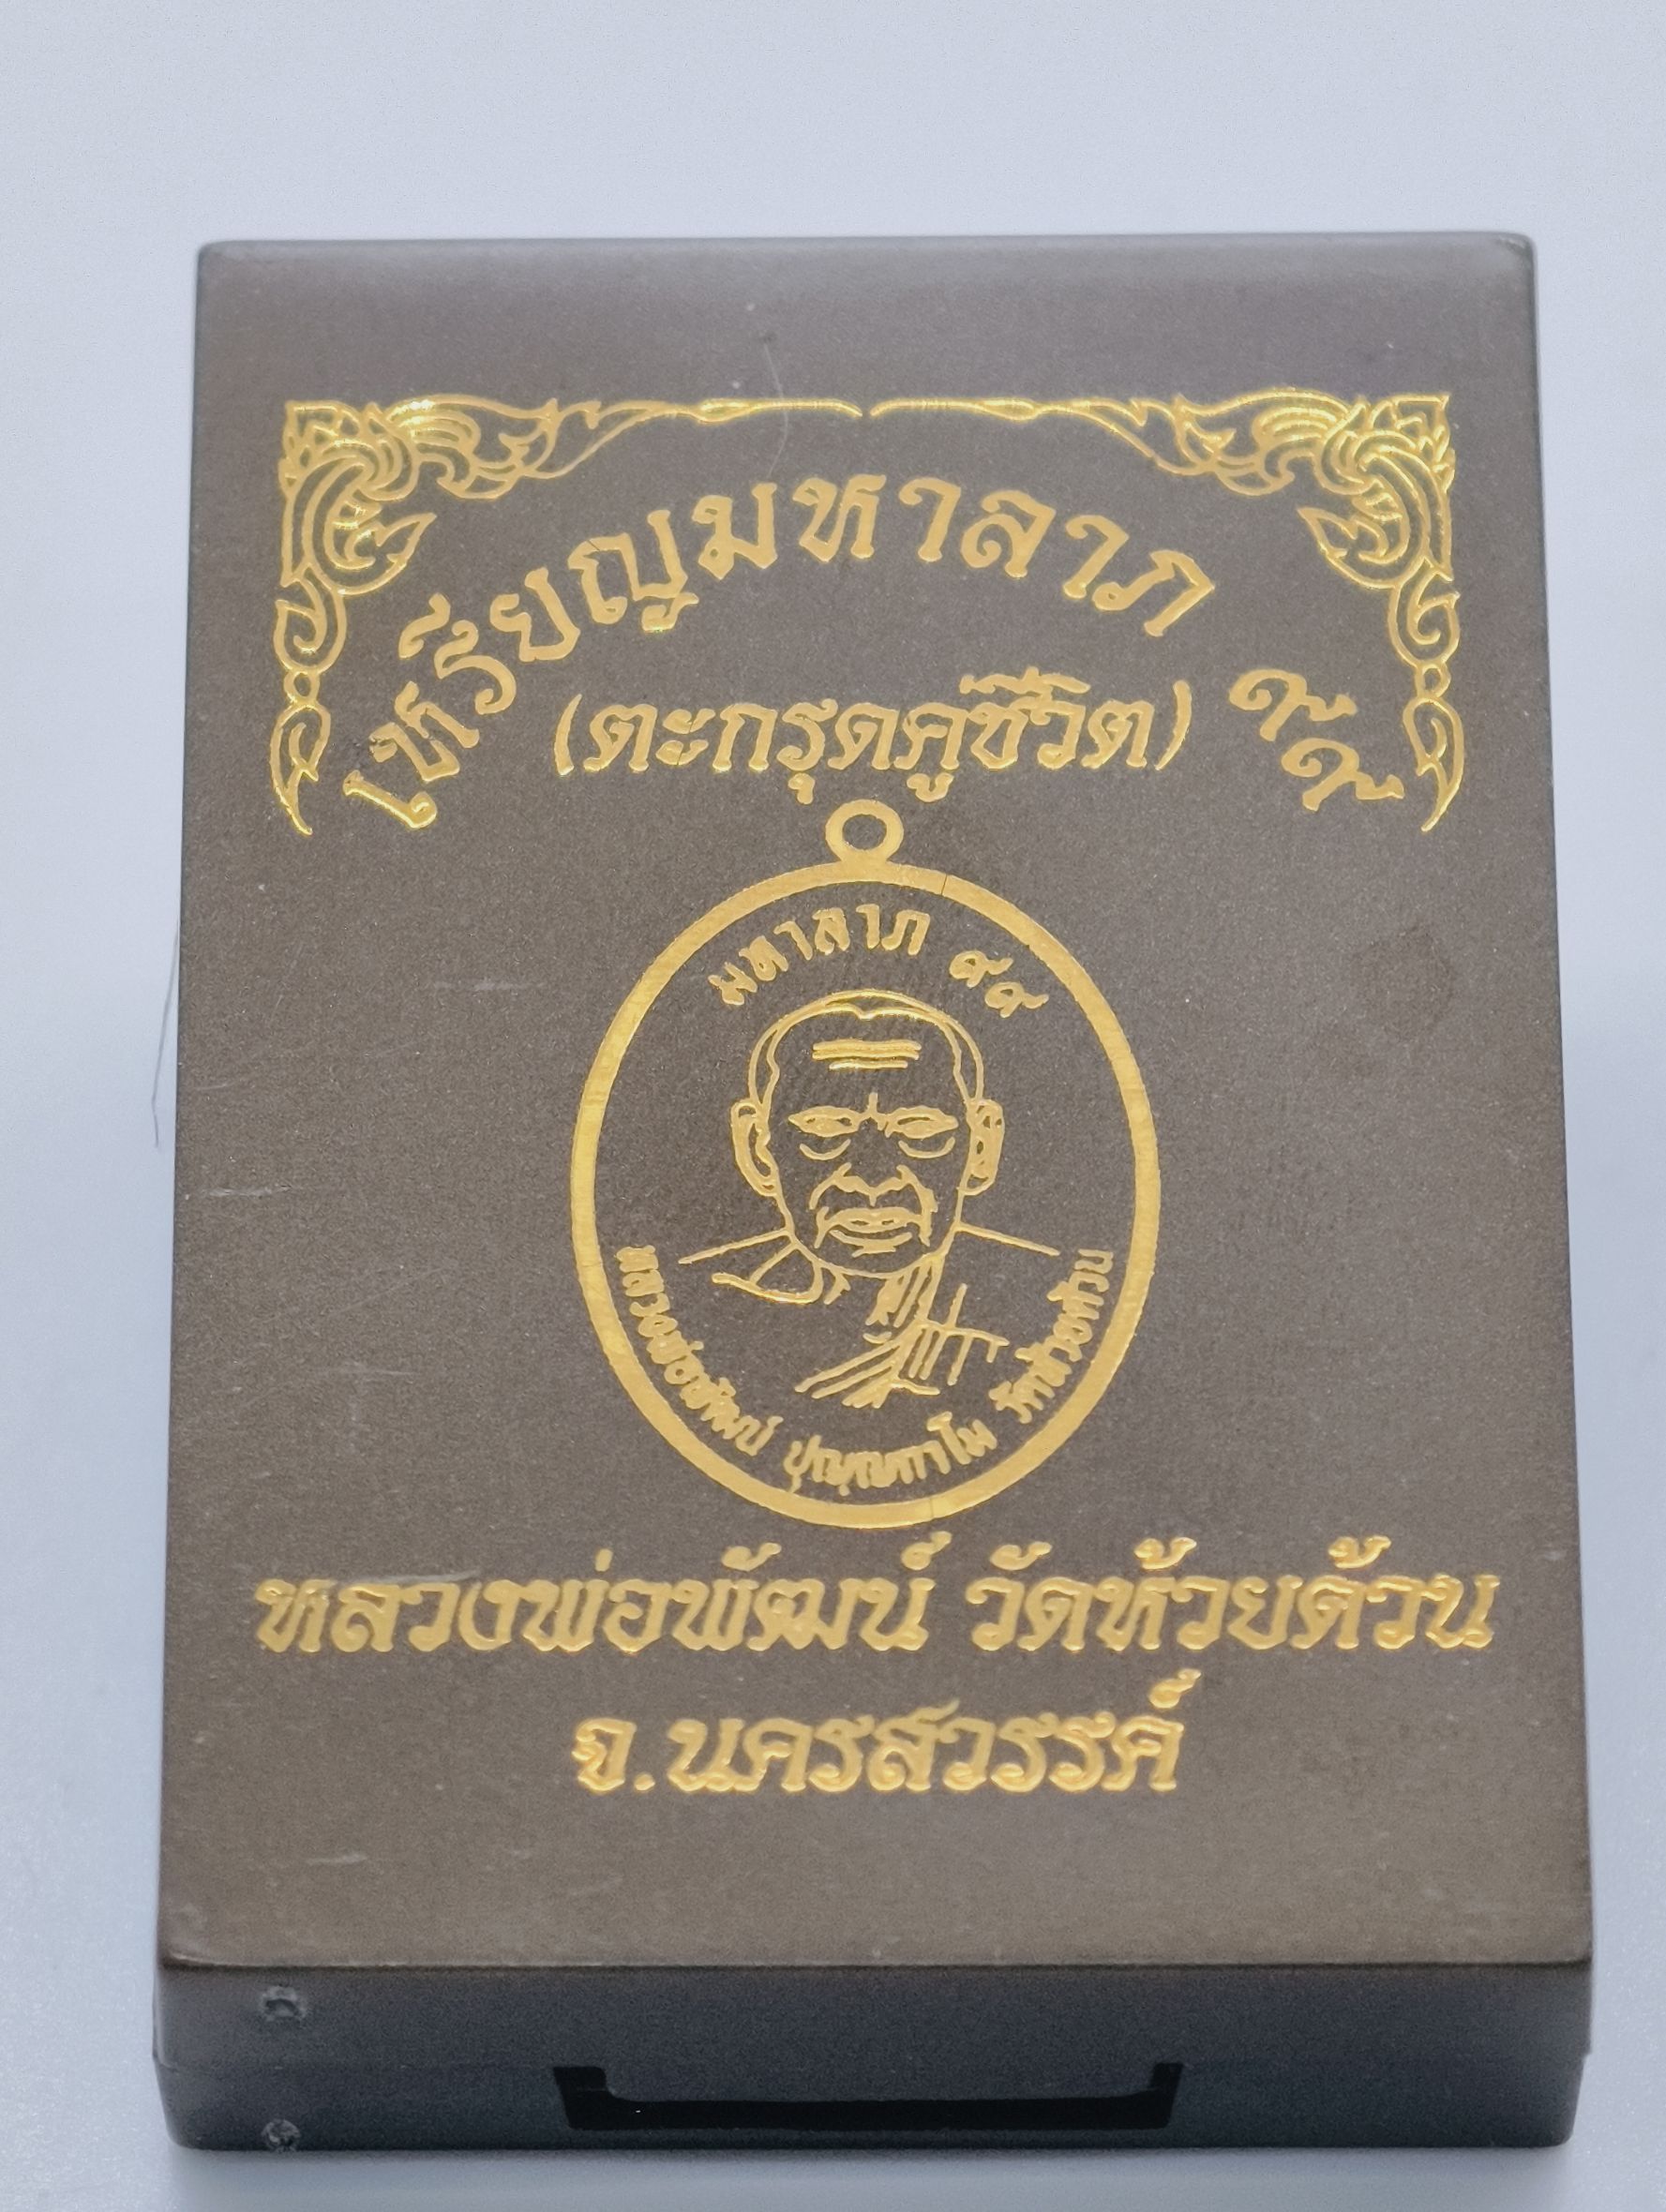 เหรียญมหาลาภ ๙๙
(ตะกรุดคู่ชีวิต)
มหาลาภ ๙๙
หลวงพ่อพัฒน์ ปุญฺญกาโม วัดห้วยด้วน
หลวงพ่อพัฒน์ วัดห้วยด้วน
จ.นครสวรรค์